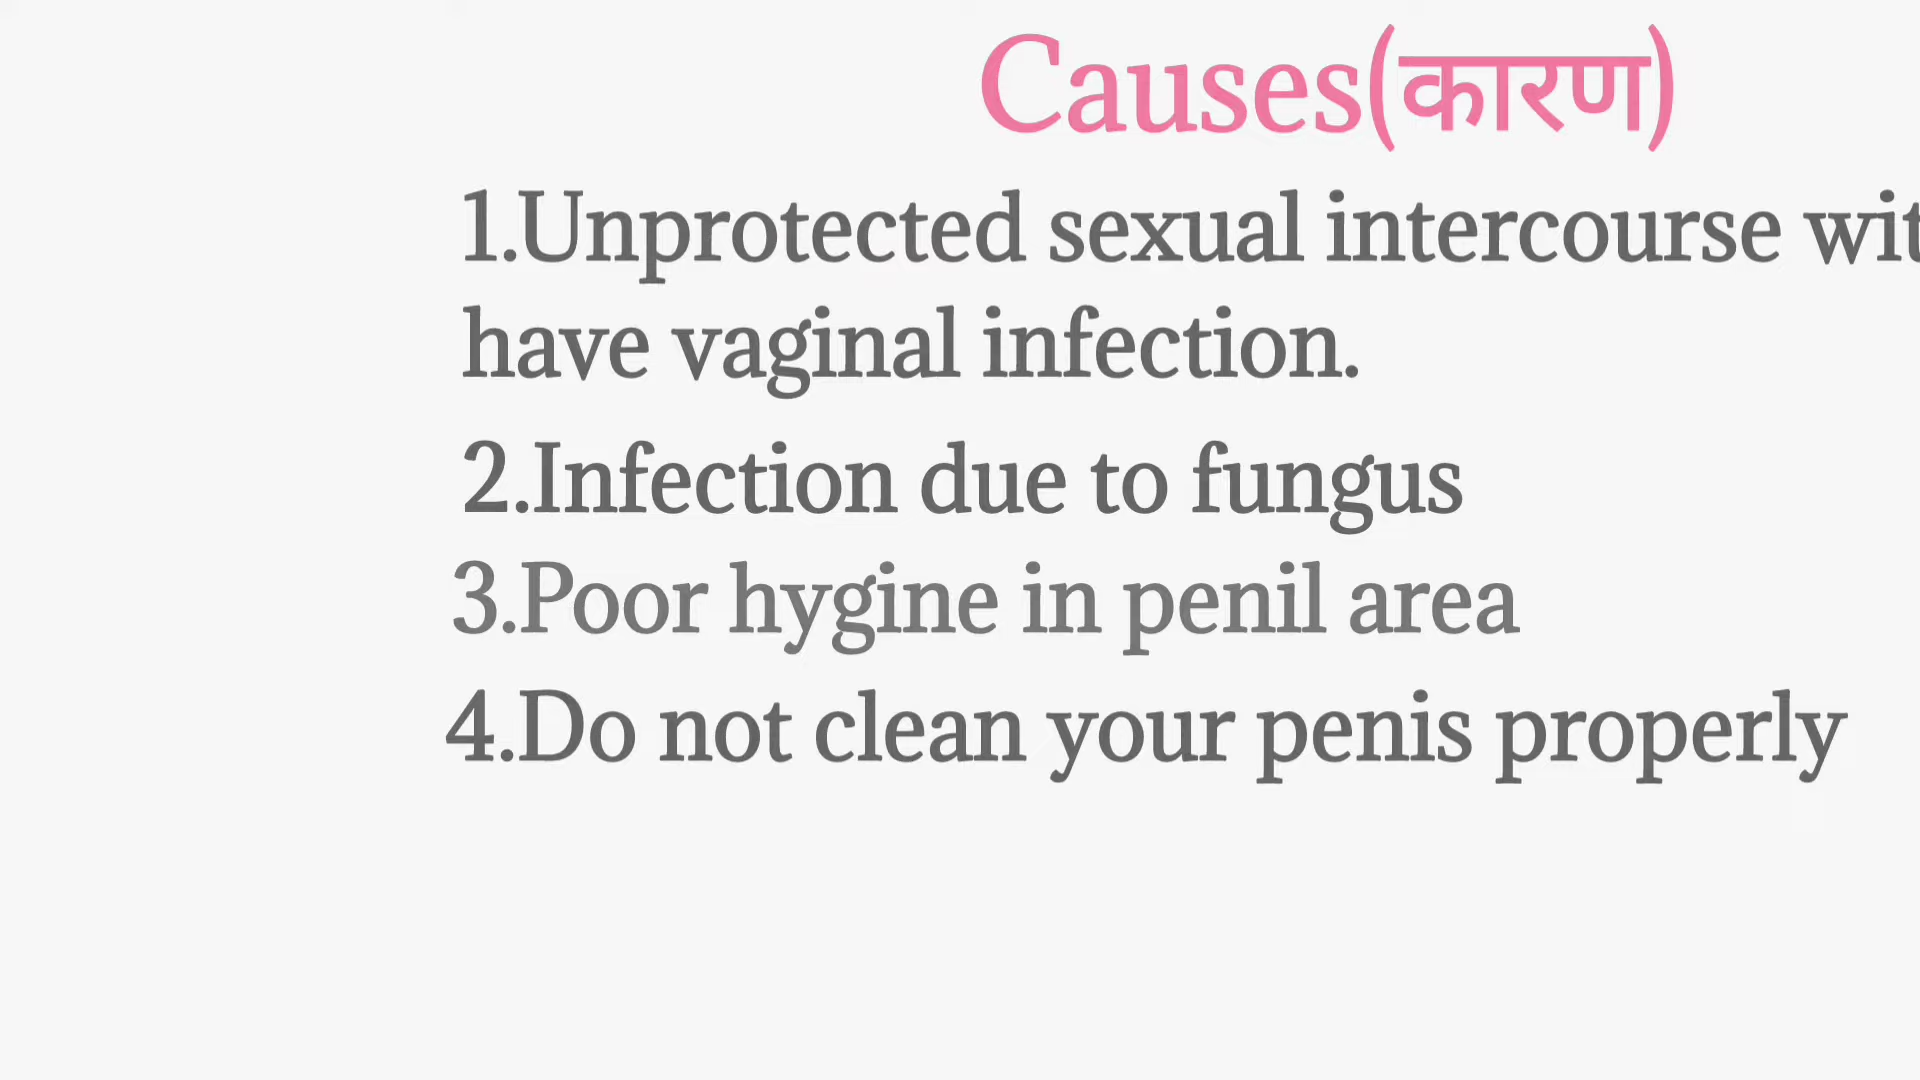 Causes(कारण)
1.Unprotected sexual intercourse
have vaginal infection.
2.Infection due to fungus
3.Poor hygine in penil area
4.Do not clean your penis properly